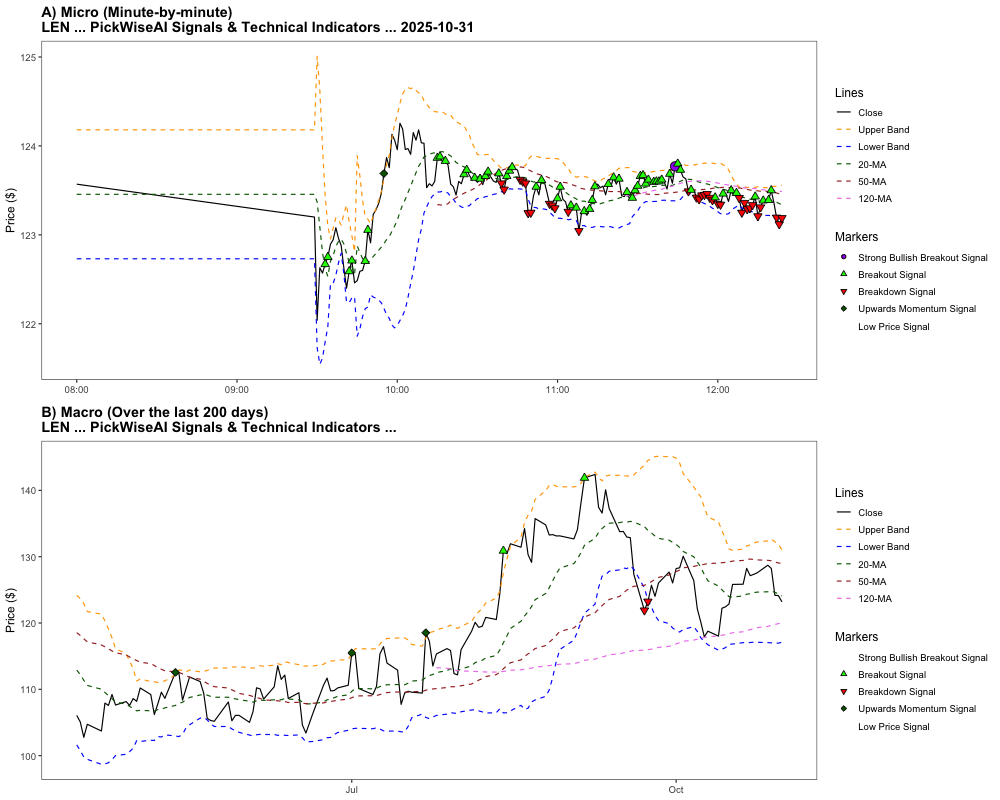 A) Micro (Minute-by-minute)
LEN ... PickWiseAI Signals & Technical Indicators ... 2025-10-31
Price ($)
125
124
123
122
08:00
09:00
10:00
11:00
12:00
Lines
Close
Upper Band
Lower Band
20-MA
50-MA
120-MA
Markers
Strong Bullish Breakout Signal
Breakout Signal
Breakdown Signal
Upwards Momentum Signal
Low Price Signal
B) Macro (Over the last 200 days)
LEN ... PickWiseAI Signals & Technical Indicators ...
Price ($)
140
130
120
110
100
Jul
Oct
Lines
Close
Upper Band
Lower Band
20-MA
50-MA
120-MA
Markers
Strong Bullish Breakout Signal
Breakout Signal
Breakdown Signal
Upwards Momentum Signal
Low Price Signal